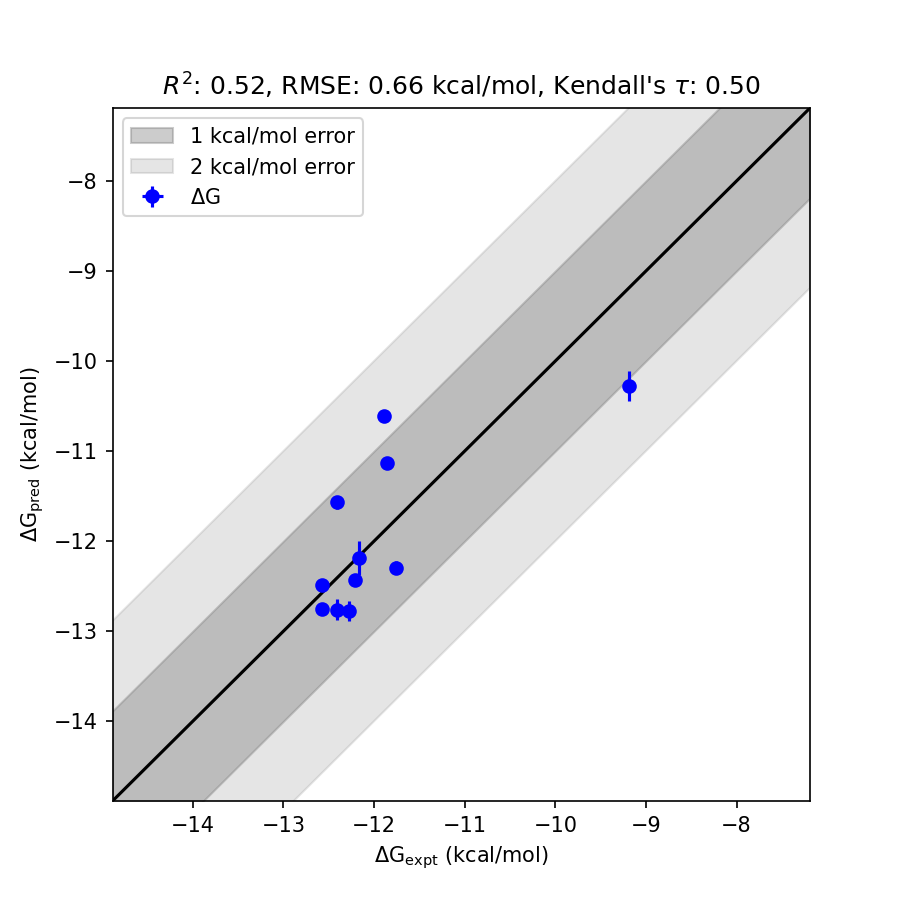 R²: 0.52, RMSE: 0.66 kcal/mol, Kendall's τ: 0.50
1 kcal/mol error
2 kcal/mol error
ΔG
−8
−9
−10
−11
−12
−13
−14
ΔGpred (kcal/mol)
−14 −13 −12 −11 −10 −9 −8
ΔGexpt (kcal/mol)